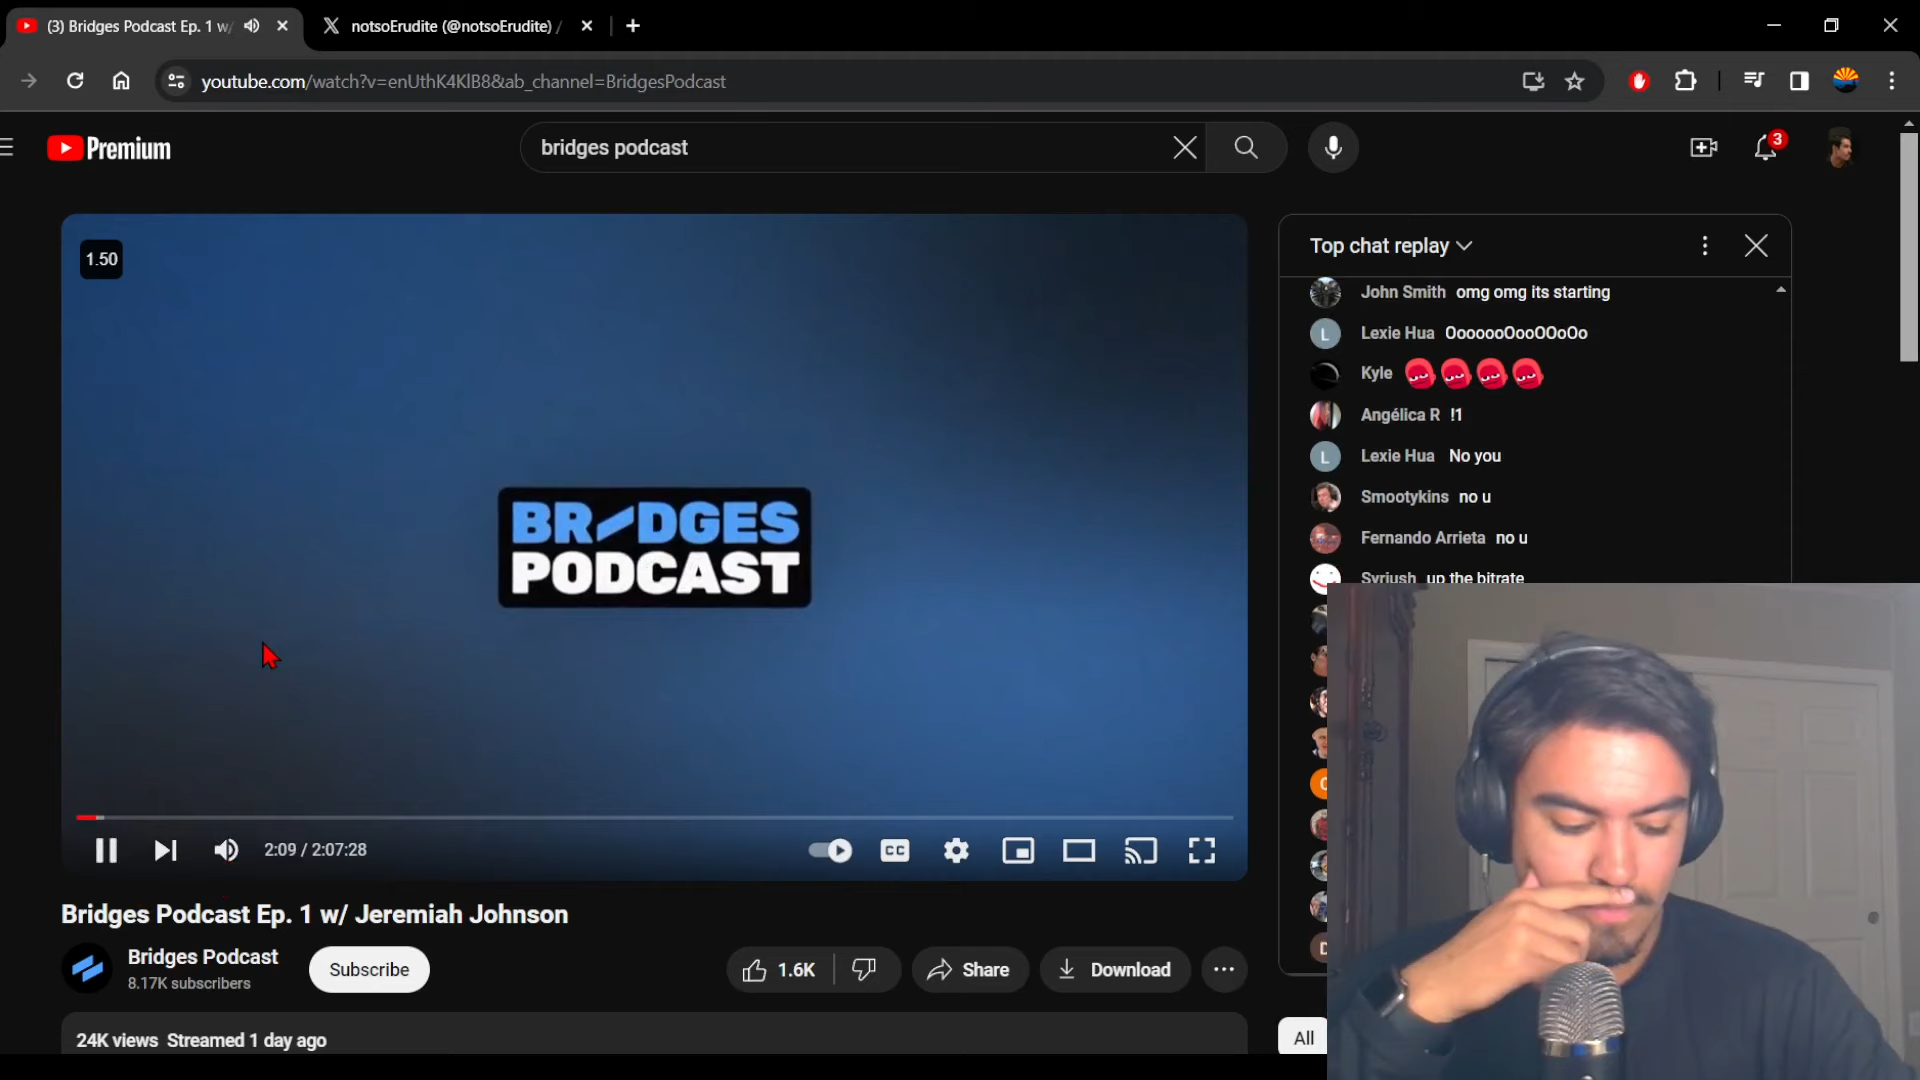 (3) Bridges Podcast Ep. 1 w/
notsoErudite (@notsoErudite) /
youtube.com/watch?v=enUthK4KlB8&ab_channel=BridgesPodcast
Premium
bridges podcast
3
1.50
BRIDGES
PODCAST
2:09 / 2:07:28
CC
Bridges Podcast Ep. 1 w/ Jeremiah Johnson
Bridges Podcast
8.17K subscribers
Subscribe
1.6K
Share
Download
24K views Streamed 1 day ago
Top chat replay
John Smith omg omg its starting
L Lexie Hua OoooooOooOOoOo
Kyle
Angélica R !1
L Lexie Hua No you
Smootykins no u
Fernando Arrieta no u
Syriush up the bitrate
All